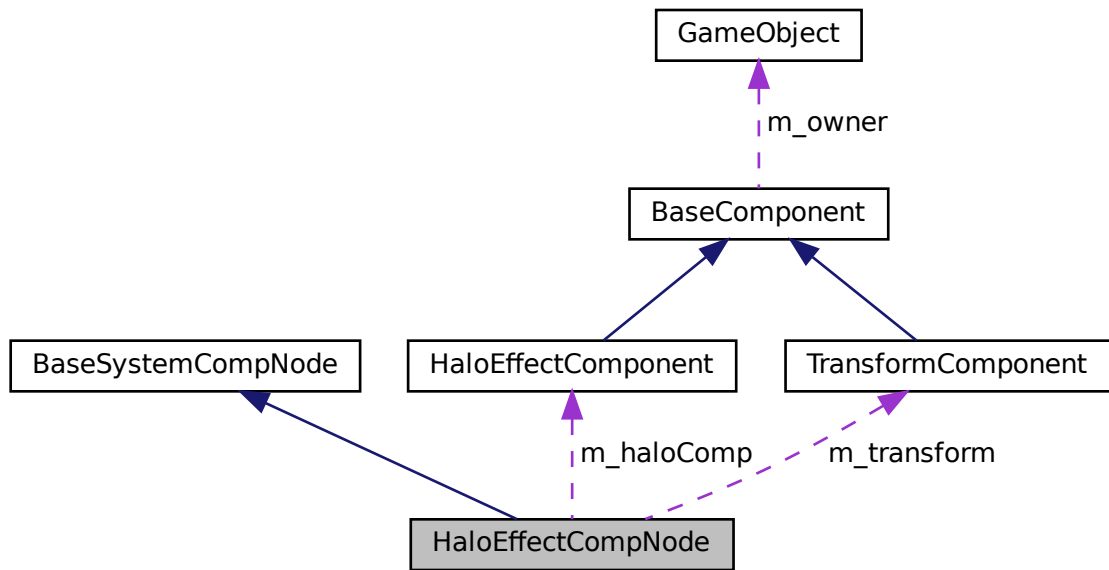 GameObject
m_owner
BaseComponent
BaseSystemCompNode
HaloEffectComponent
TransformComponent
m_haloComp
m_transform
HaloEffectCompNode